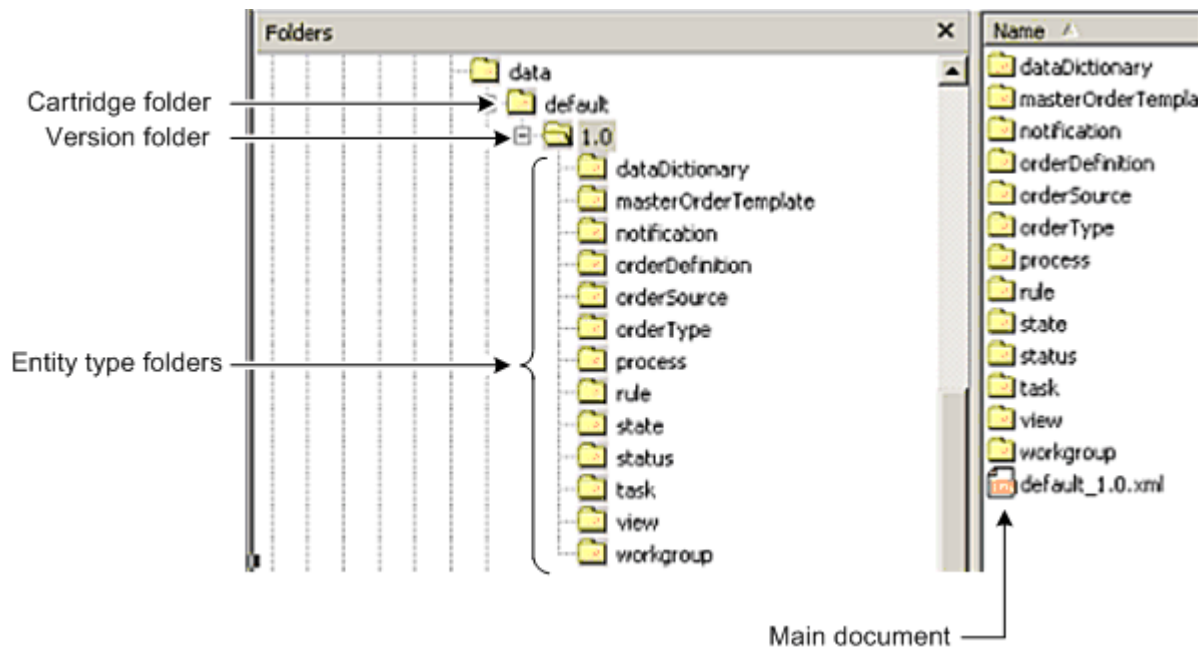 Folders
data
Cartridge folder
default
Version folder
1.0
dataDictionary
masterOrderTemplate
notification
orderDefinition
orderSource
orderType
Entity type folders
process
rule
state
status
task
view
workgroup
Name
dataDictionary
masterOrderTempla
notification
orderDefinition
orderSource
orderType
process
rule
state
status
task
view
workgroup
default_1.0.xml
Main document